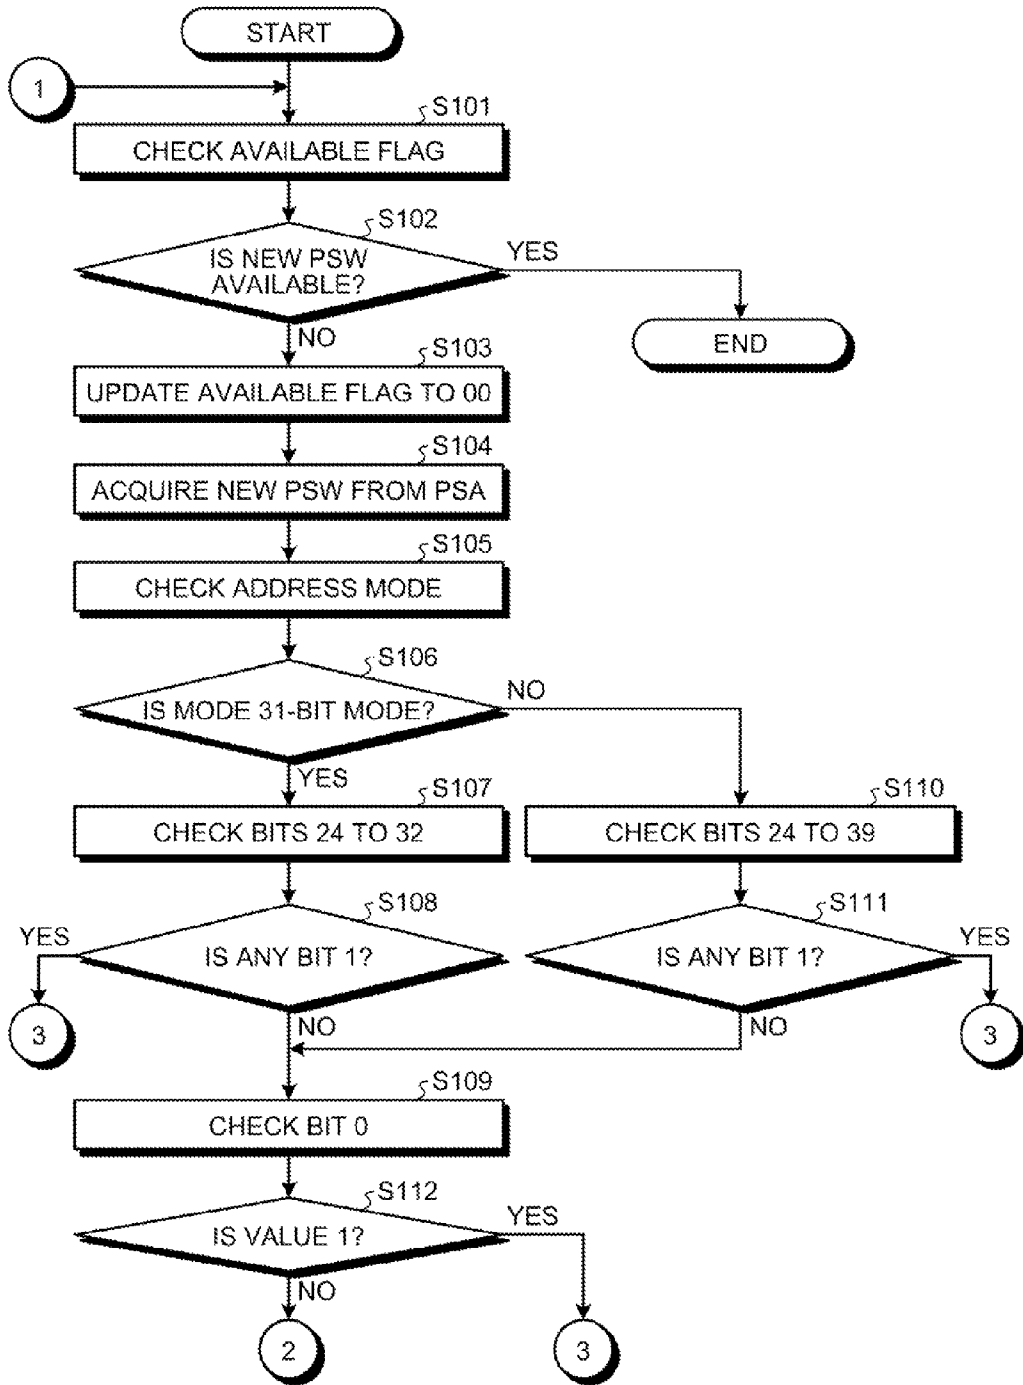 START
1
S101
CHECK AVAILABLE FLAG
S102
IS NEW PSW
AVAILABLE?
YES
NO
END
S103
UPDATE AVAILABLE FLAG TO 00
S104
ACQUIRE NEW PSW FROM PSA
S105
CHECK ADDRESS MODE
S106
IS MODE 31-BIT MODE?
NO
YES
S107
CHECK BITS 24 TO 32
S110
CHECK BITS 24 TO 39
S108
IS ANY BIT 1?
YES
S111
IS ANY BIT 1?
YES
3
NO
NO
3
S109
CHECK BIT 0
S112
IS VALUE 1?
YES
NO
2
3